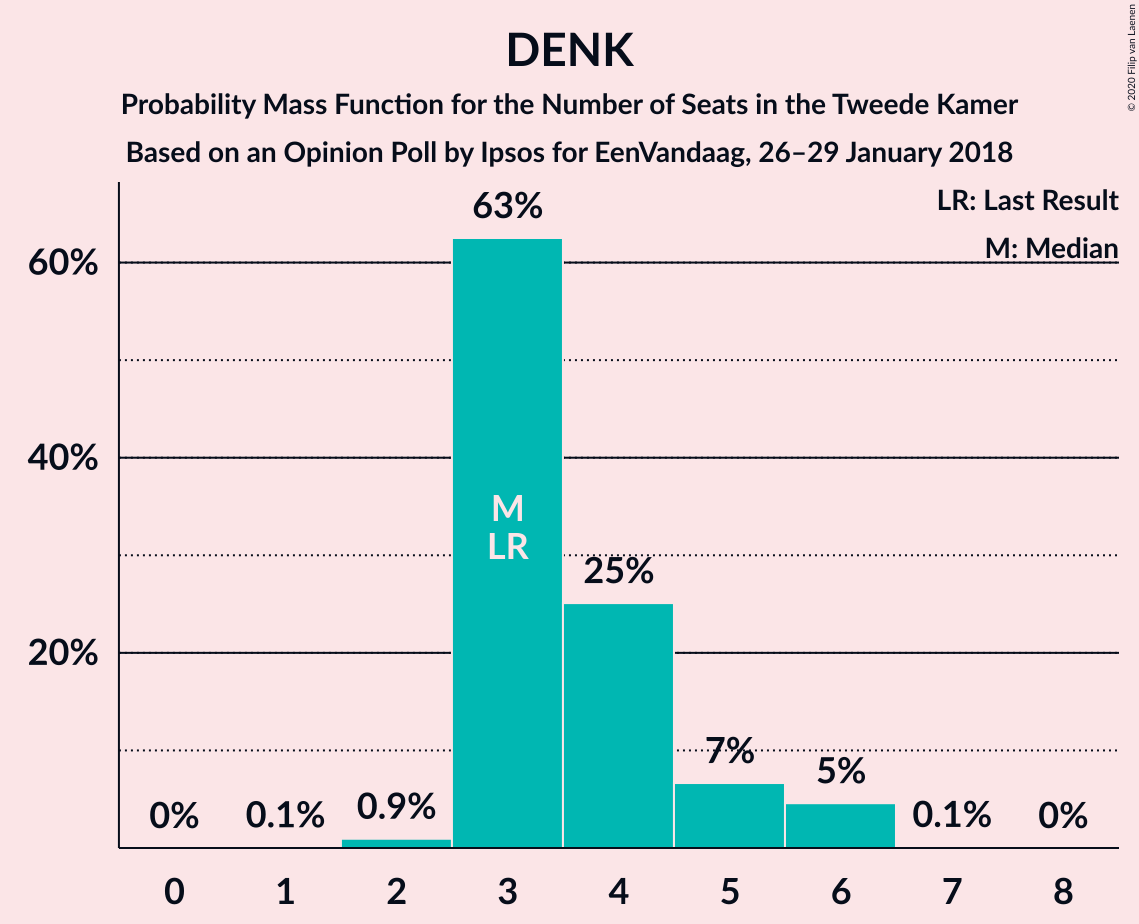 © 2020 Filip van Laenen
DENK
Probability Mass Function for the Number of Seats in the Tweede Kamer
Based on an Opinion Poll by Ipsos for EenVandaag, 26–29 January 2018
LR: Last Result
M: Median
63%
60%
40%
M
LR
25%
20%
7%
5%
0% 0.1% 0.9% 0.1% 0%
0 1 2 3 4 5 6 7 8